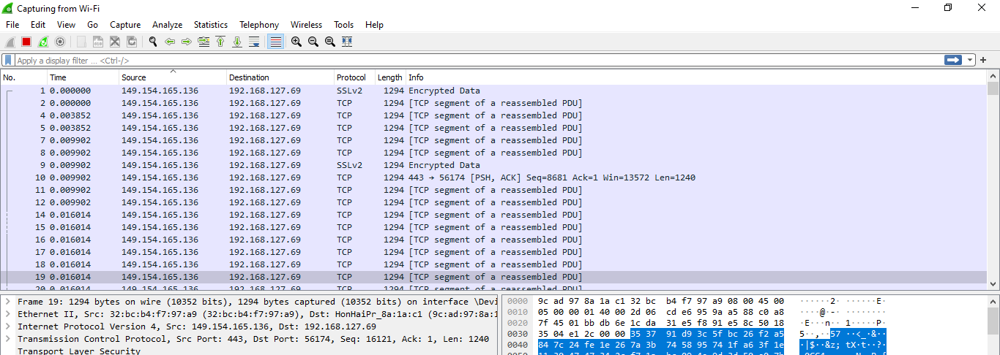 Capturing from Wi-Fi
File Edit View Go Capture Analyze Statistics Telephony Wireless Tools Help
Apply a display filter ... <Ctrl-/>
No. Time Source Destination Protocol Length Info
1 0.000000 149.154.165.136 192.168.127.69 SSLv2 1294 Encrypted Data
2 0.000000 149.154.165.136 192.168.127.69 TCP 1294 [TCP segment of a reassembled PDU]
4 0.003852 149.154.165.136 192.168.127.69 TCP 1294 [TCP segment of a reassembled PDU]
5 0.003852 149.154.165.136 192.168.127.69 TCP 1294 [TCP segment of a reassembled PDU]
7 0.009902 149.154.165.136 192.168.127.69 TCP 1294 [TCP segment of a reassembled PDU]
8 0.009902 149.154.165.136 192.168.127.69 TCP 1294 [TCP segment of a reassembled PDU]
9 0.009902 149.154.165.136 192.168.127.69 SSLv2 1294 Encrypted Data
10 0.009902 149.154.165.136 192.168.127.69 TCP 1294 443 → 56174 [PSH, ACK] Seq=8681 Ack=1 Win=13572 Len=1240
11 0.009902 149.154.165.136 192.168.127.69 TCP 1294 [TCP segment of a reassembled PDU]
12 0.009902 149.154.165.136 192.168.127.69 TCP 1294 [TCP segment of a reassembled PDU]
14 0.016014 149.154.165.136 192.168.127.69 TCP 1294 [TCP segment of a reassembled PDU]
15 0.016014 149.154.165.136 192.168.127.69 TCP 1294 [TCP segment of a reassembled PDU]
16 0.016014 149.154.165.136 192.168.127.69 TCP 1294 [TCP segment of a reassembled PDU]
17 0.016014 149.154.165.136 192.168.127.69 TCP 1294 [TCP segment of a reassembled PDU]
18 0.016014 149.154.165.136 192.168.127.69 TCP 1294 [TCP segment of a reassembled PDU]
19 0.016014 149.154.165.136 192.168.127.69 TCP 1294 [TCP segment of a reassembled PDU]
20 0.016014 149.154.165.136 192.168.127.69 TCP 1294 [TCP segment of a reassembled PDU]
Frame 19: 1294 bytes on wire (10352 bits), 1294 bytes captured (10352 bits) on interface \Devi
Ethernet II, Src: 32:bc:b4:f7:97:a9 (32:bc:b4:f7:97:a9), Dst: HonHaiPr_8a:1a:c1 (9c:ad:97:8a:1
Internet Protocol Version 4, Src: 149.154.165.136, Dst: 192.168.127.69
Transmission Control Protocol, Src Port: 443, Dst Port: 56174, Seq: 16121, Ack: 1, Len: 1240
Transport Layer Security
0000 9c ad 97 8a 1a c1 32 bc b4 f7 97 a9 08 00 45 00 ······2· ······E·
0010 05 00 00 01 40 00 2d 06 cd e6 95 9a a5 88 c0 a8 ····@·-· ········
0020 7f 45 01 bb db 6e 1c da 31 e5 f8 91 e5 8c 50 18 ·E···n·· 1·····P·
0030 35 04 e1 2c 00 00 35 37 91 d9 3c 5f bc 26 f2 a5 5··,··57 ··<_·&··
0040 84 7c 24 fe 1e 26 7a 3b 74 58 95 74 1f a6 3f 1e ·|$··&z; tX·t··?·